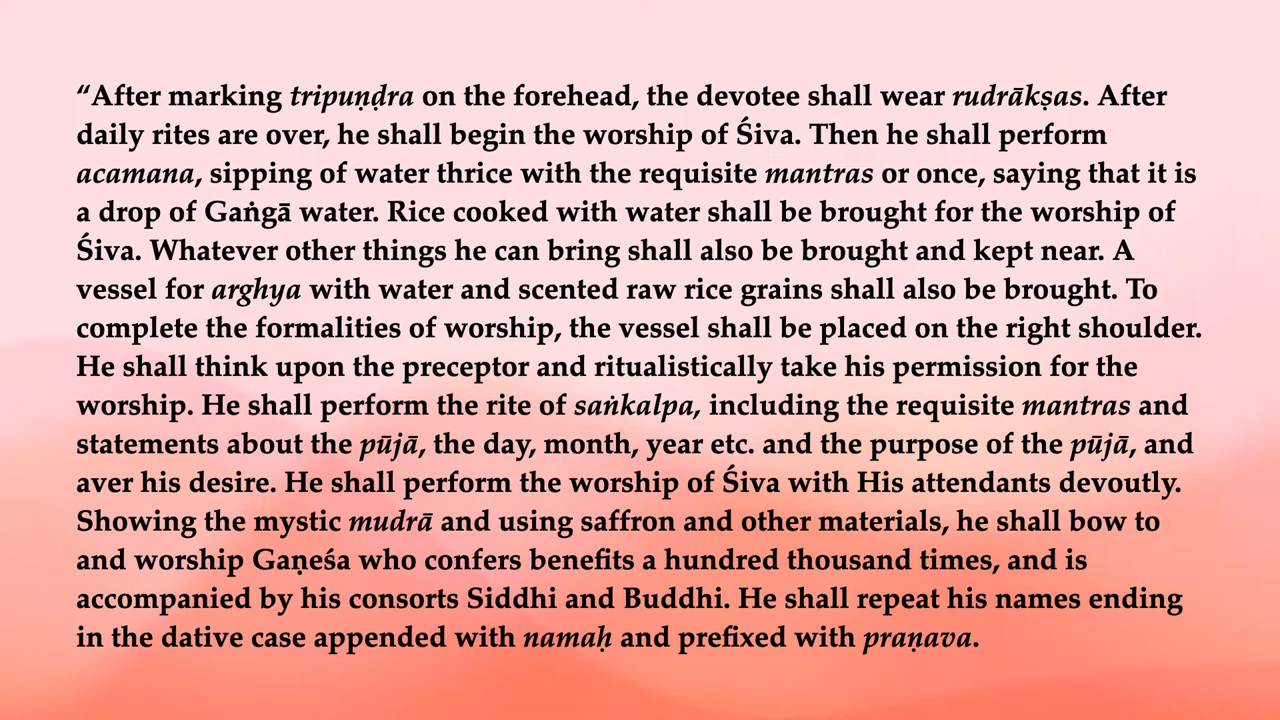 “After marking tripuṇḍra on the forehead, the devotee shall wear rudrākṣas. After
daily rites are over, he shall begin the worship of Śiva. Then he shall perform
acamana, sipping of water thrice with the requisite mantras or once, saying that it is
a drop of Gaṅgā water. Rice cooked with water shall be brought for the worship of
Śiva. Whatever other things he can bring shall also be brought and kept near. A
vessel for arghya with water and scented raw rice grains shall also be brought. To
complete the formalities of worship, the vessel shall be placed on the right shoulder.
He shall think upon the preceptor and ritualistically take his permission for the
worship. He shall perform the rite of saṅkalpa, including the requisite mantras and
statements about the pūjā, the day, month, year etc. and the purpose of the pūjā, and
aver his desire. He shall perform the worship of Śiva with His attendants devoutly.
Showing the mystic mudrā and using saffron and other materials, he shall bow to
and worship Gaṇeśa who confers benefits a hundred thousand times, and is
accompanied by his consorts Siddhi and Buddhi. He shall repeat his names ending
in the dative case appended with namaḥ and prefixed with praṇava.